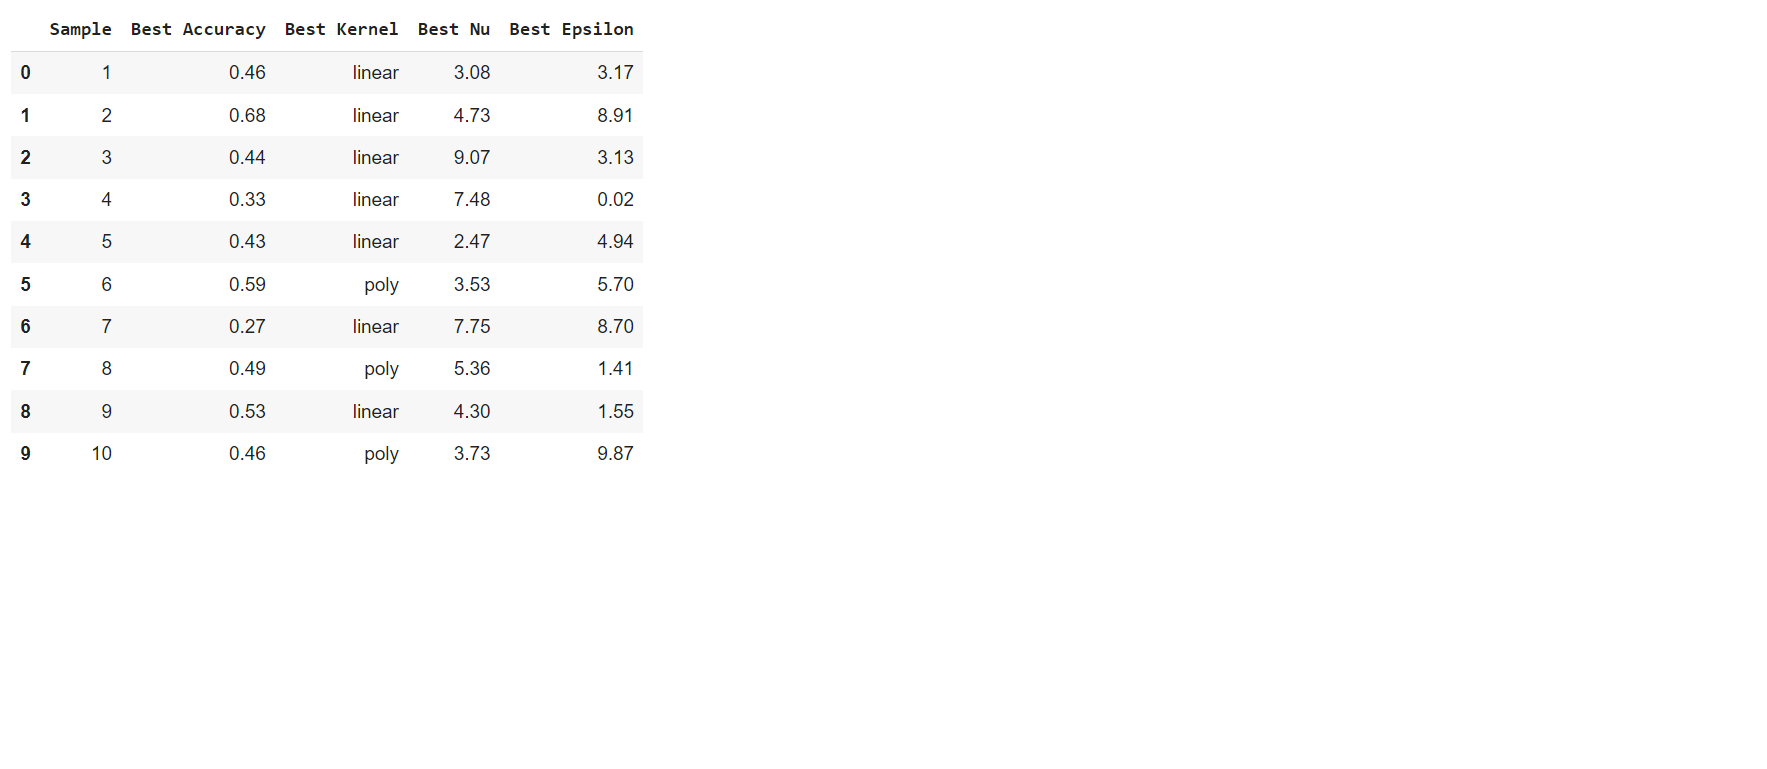 Sample Best Accuracy Best Kernel Best Nu Best Epsilon
0 1 0.46 linear 3.08 3.17
1 2 0.68 linear 4.73 8.91
2 3 0.44 linear 9.07 3.13
3 4 0.33 linear 7.48 0.02
4 5 0.43 linear 2.47 4.94
5 6 0.59 poly 3.53 5.70
6 7 0.27 linear 7.75 8.70
7 8 0.49 poly 5.36 1.41
8 9 0.53 linear 4.30 1.55
9 10 0.46 poly 3.73 9.87